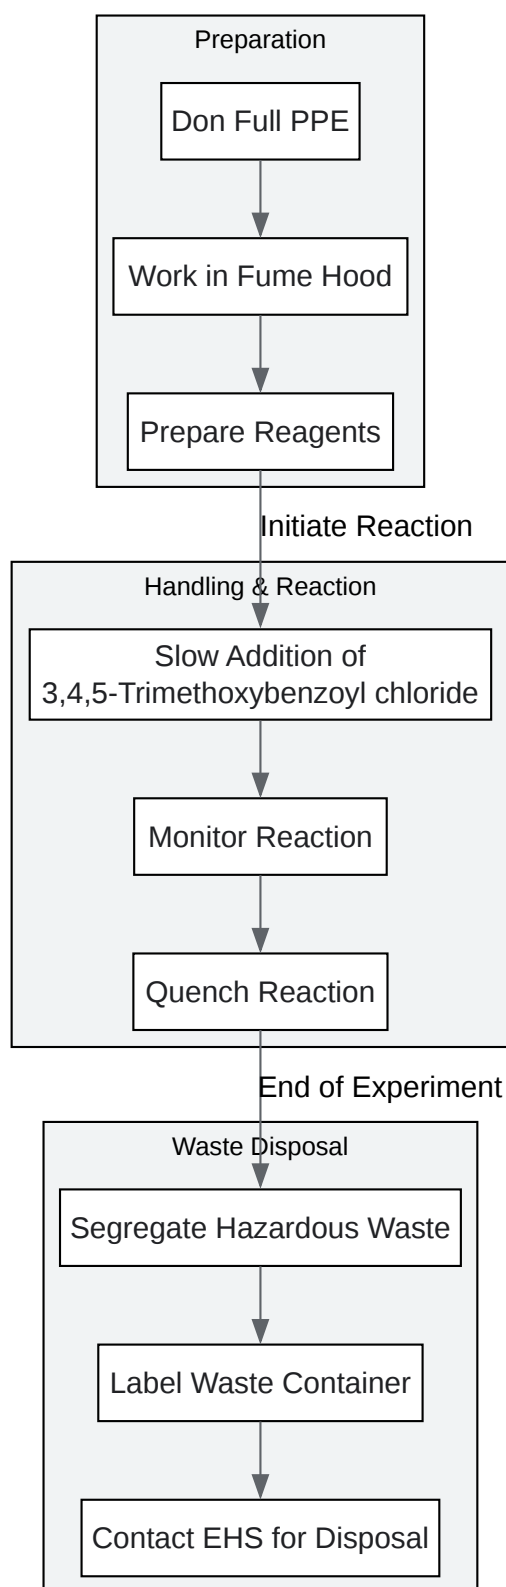 Preparation
Don Full PPE
Work in Fume Hood
Prepare Reagents
Initiate Reaction
Handling & Reaction
Slow Addition of
3,4,5-Trimethoxybenzoyl chloride
Monitor Reaction
Quench Reaction
End of Experiment
Waste Disposal
Segregate Hazardous Waste
Label Waste Container
Contact EHS for Disposal